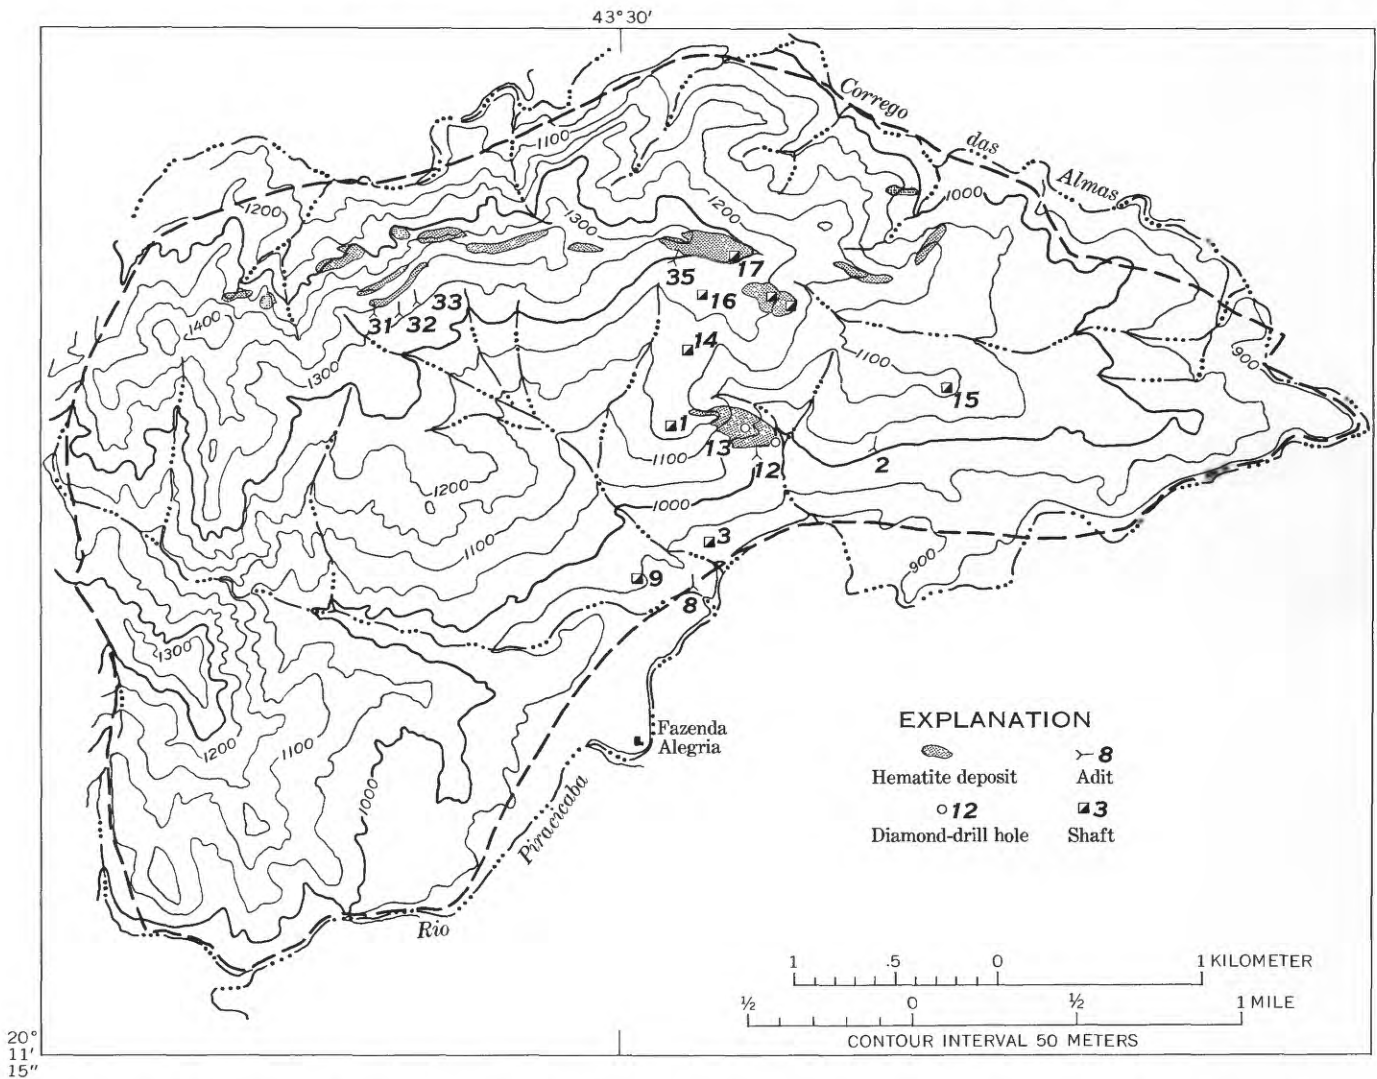 43°30′
Corrego
das
Almas
1100
1200
1000
1300
1200
17
35
16
33
31 32
1400
14
1100
900
1300
15
1
13
1100
12
2
1200
1000
1100
3
900
9
8
1300
Fazenda
Alegria
1200
1100
1000
Piracicaba
Rio
EXPLANATION
Hematite deposit
8
Adit
12
Diamond-drill hole
3
Shaft
1 .5 0 1 KILOMETER
½ 0 ½ 1 MILE
CONTOUR INTERVAL 50 METERS
20°
11′
15″